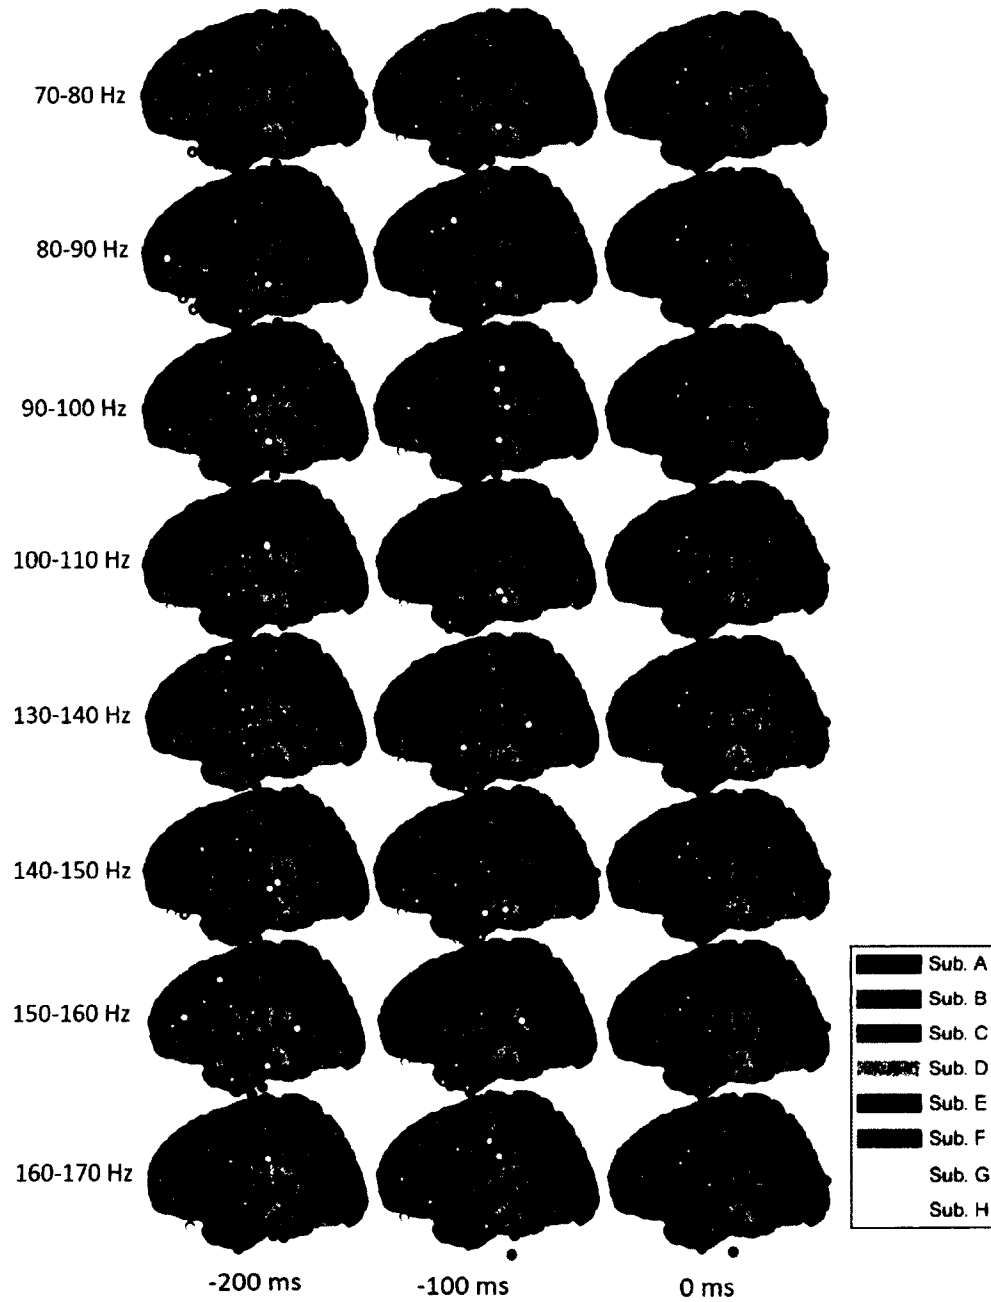 70-80 Hz
80-90 Hz
90-100 Hz
100-110 Hz
130-140 Hz
140-150 Hz
150-160 Hz
160-170 Hz
Sub. A
Sub. B
Sub. C
Sub. D
Sub. E
Sub. F
Sub. G
Sub. H
-200 ms
-100 ms
0 ms